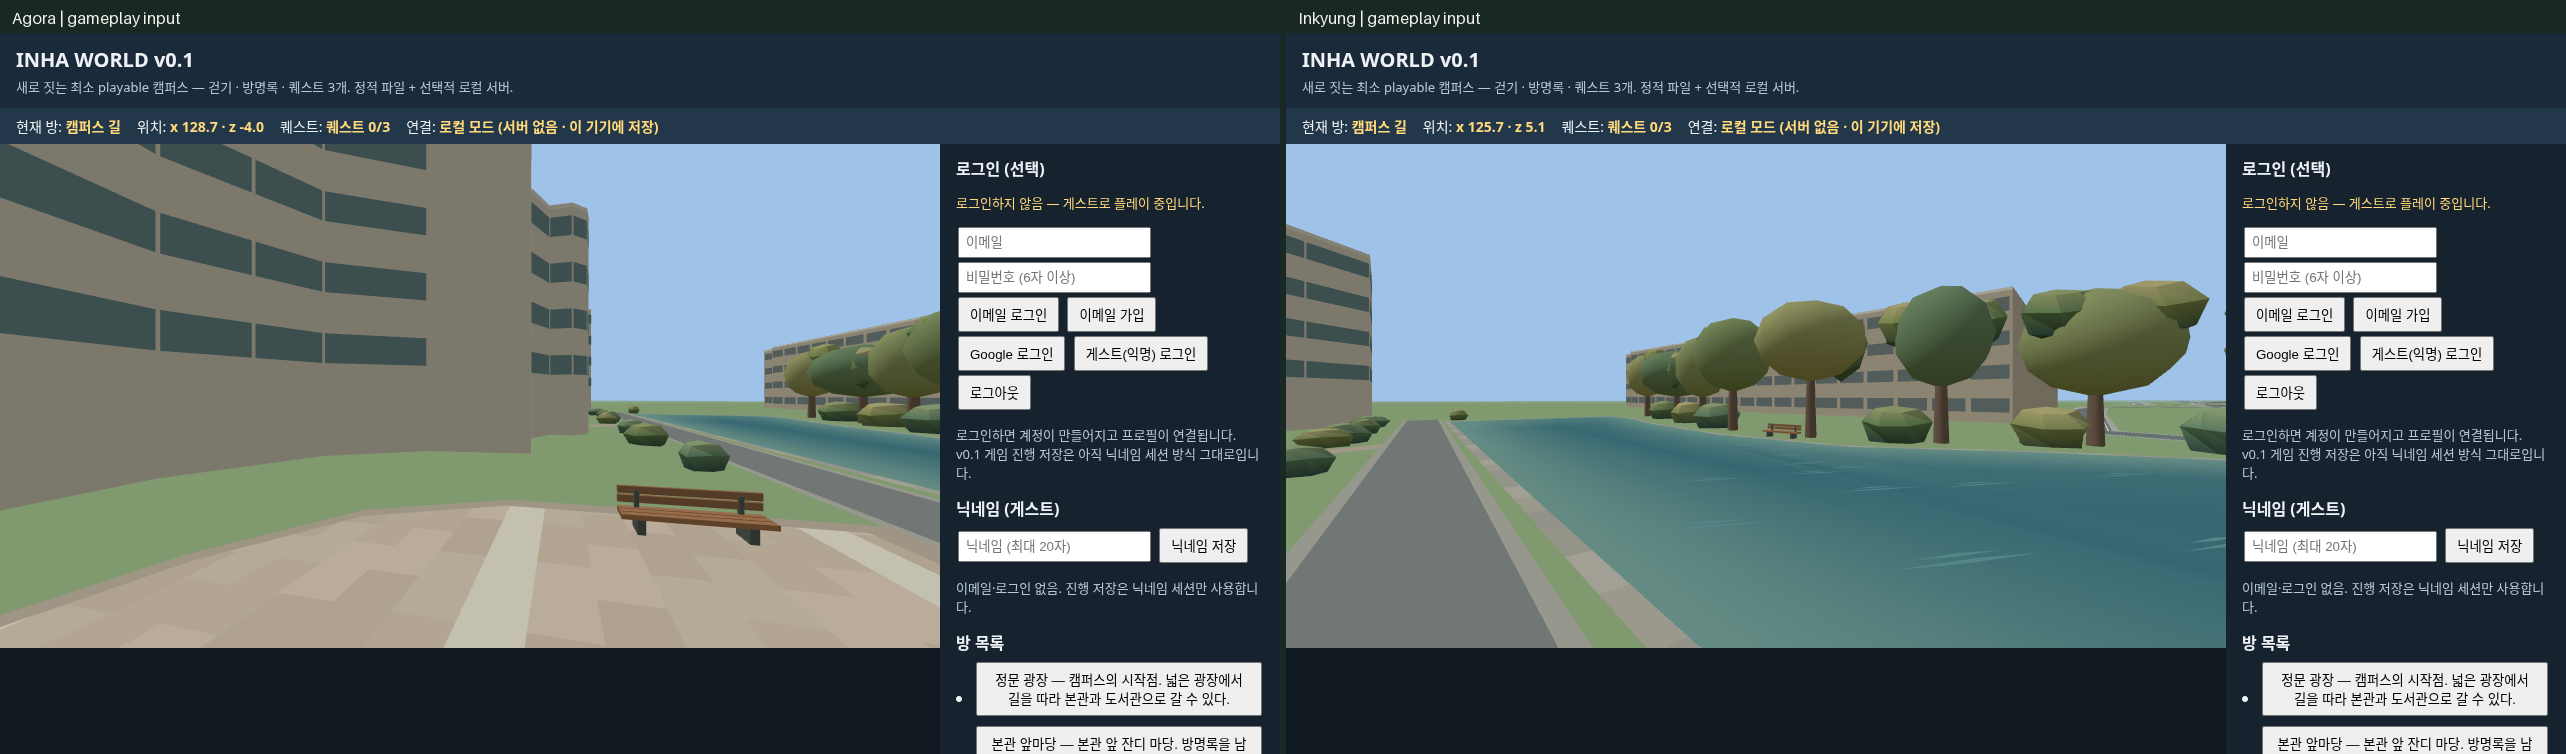 Agora | gameplay input
INHA WORLD v0.1
새로 짓는 최소 playable 캠퍼스 — 걷기 · 방명록 · 퀘스트 3개. 정적 파일 + 선택적 로컬 서버.
현재 방: 캠퍼스 길 위치: x 128.7 · z -4.0 퀘스트: 퀘스트 0/3 연결: 로컬 모드 (서버 없음 · 이 기기에 저장)
로그인 (선택)
로그인하지 않음 — 게스트로 플레이 중입니다.
이메일
비밀번호 (6자 이상)
이메일 로그인 이메일 가입
Google 로그인 게스트(익명) 로그인
로그아웃
로그인하면 계정이 만들어지고 프로필이 연결됩니다.
v0.1 게임 진행 저장은 아직 닉네임 세션 방식 그대로입니
다.
닉네임 (게스트)
닉네임 (최대 20자) 닉네임 저장
이메일·로그인 없음. 진행 저장은 닉네임 세션만 사용합니
다.
방 목록
정문 광장 — 캠퍼스의 시작점. 넓은 광장에서
길을 따라 본관과 도서관으로 갈 수 있다.
본관 앞마당 — 본관 앞 잔디 마당. 방명록을 남
Inkyung | gameplay input
INHA WORLD v0.1
새로 짓는 최소 playable 캠퍼스 — 걷기 · 방명록 · 퀘스트 3개. 정적 파일 + 선택적 로컬 서버.
현재 방: 캠퍼스 길 위치: x 125.7 · z 5.1 퀘스트: 퀘스트 0/3 연결: 로컬 모드 (서버 없음 · 이 기기에 저장)
로그인 (선택)
로그인하지 않음 — 게스트로 플레이 중입니다.
이메일
비밀번호 (6자 이상)
이메일 로그인 이메일 가입
Google 로그인 게스트(익명) 로그인
로그아웃
로그인하면 계정이 만들어지고 프로필이 연결됩니다.
v0.1 게임 진행 저장은 아직 닉네임 세션 방식 그대로입니
다.
닉네임 (게스트)
닉네임 (최대 20자) 닉네임 저장
이메일·로그인 없음. 진행 저장은 닉네임 세션만 사용합니
다.
방 목록
정문 광장 — 캠퍼스의 시작점. 넓은 광장에서
길을 따라 본관과 도서관으로 갈 수 있다.
본관 앞마당 — 본관 앞 잔디 마당. 방명록을 남